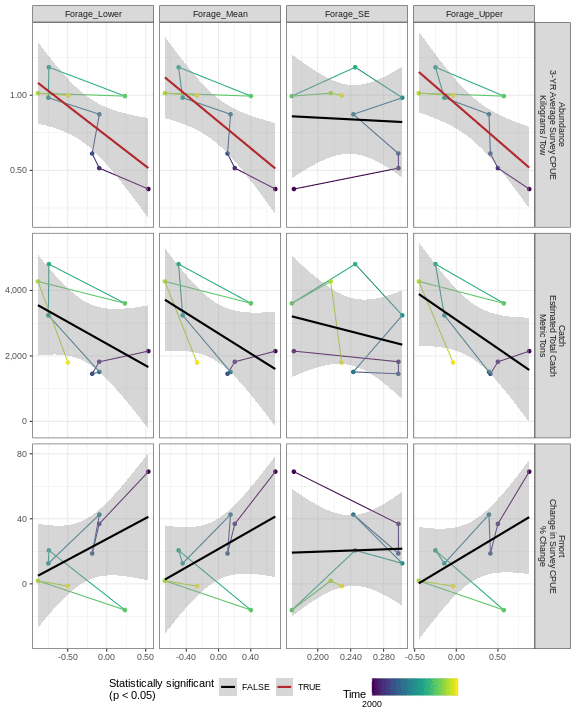 Forage_Lower
Forage_Mean
Forage_SE
Forage_Upper
1.00
0.50
Abundance
3-YR Average Survey CPUE
Kilograms / Tow
4,000
2,000
0
Catch
Estimated Total Catch
Metric Tons
80
40
0
Fmort
Change in Survey CPUE
% Change
-0.50 0.00 0.50
-0.40 0.00 0.40
0.200 0.240 0.280
-0.50 0.00 0.50
Statistically significant
(p < 0.05)
FALSE
TRUE
Time
2000